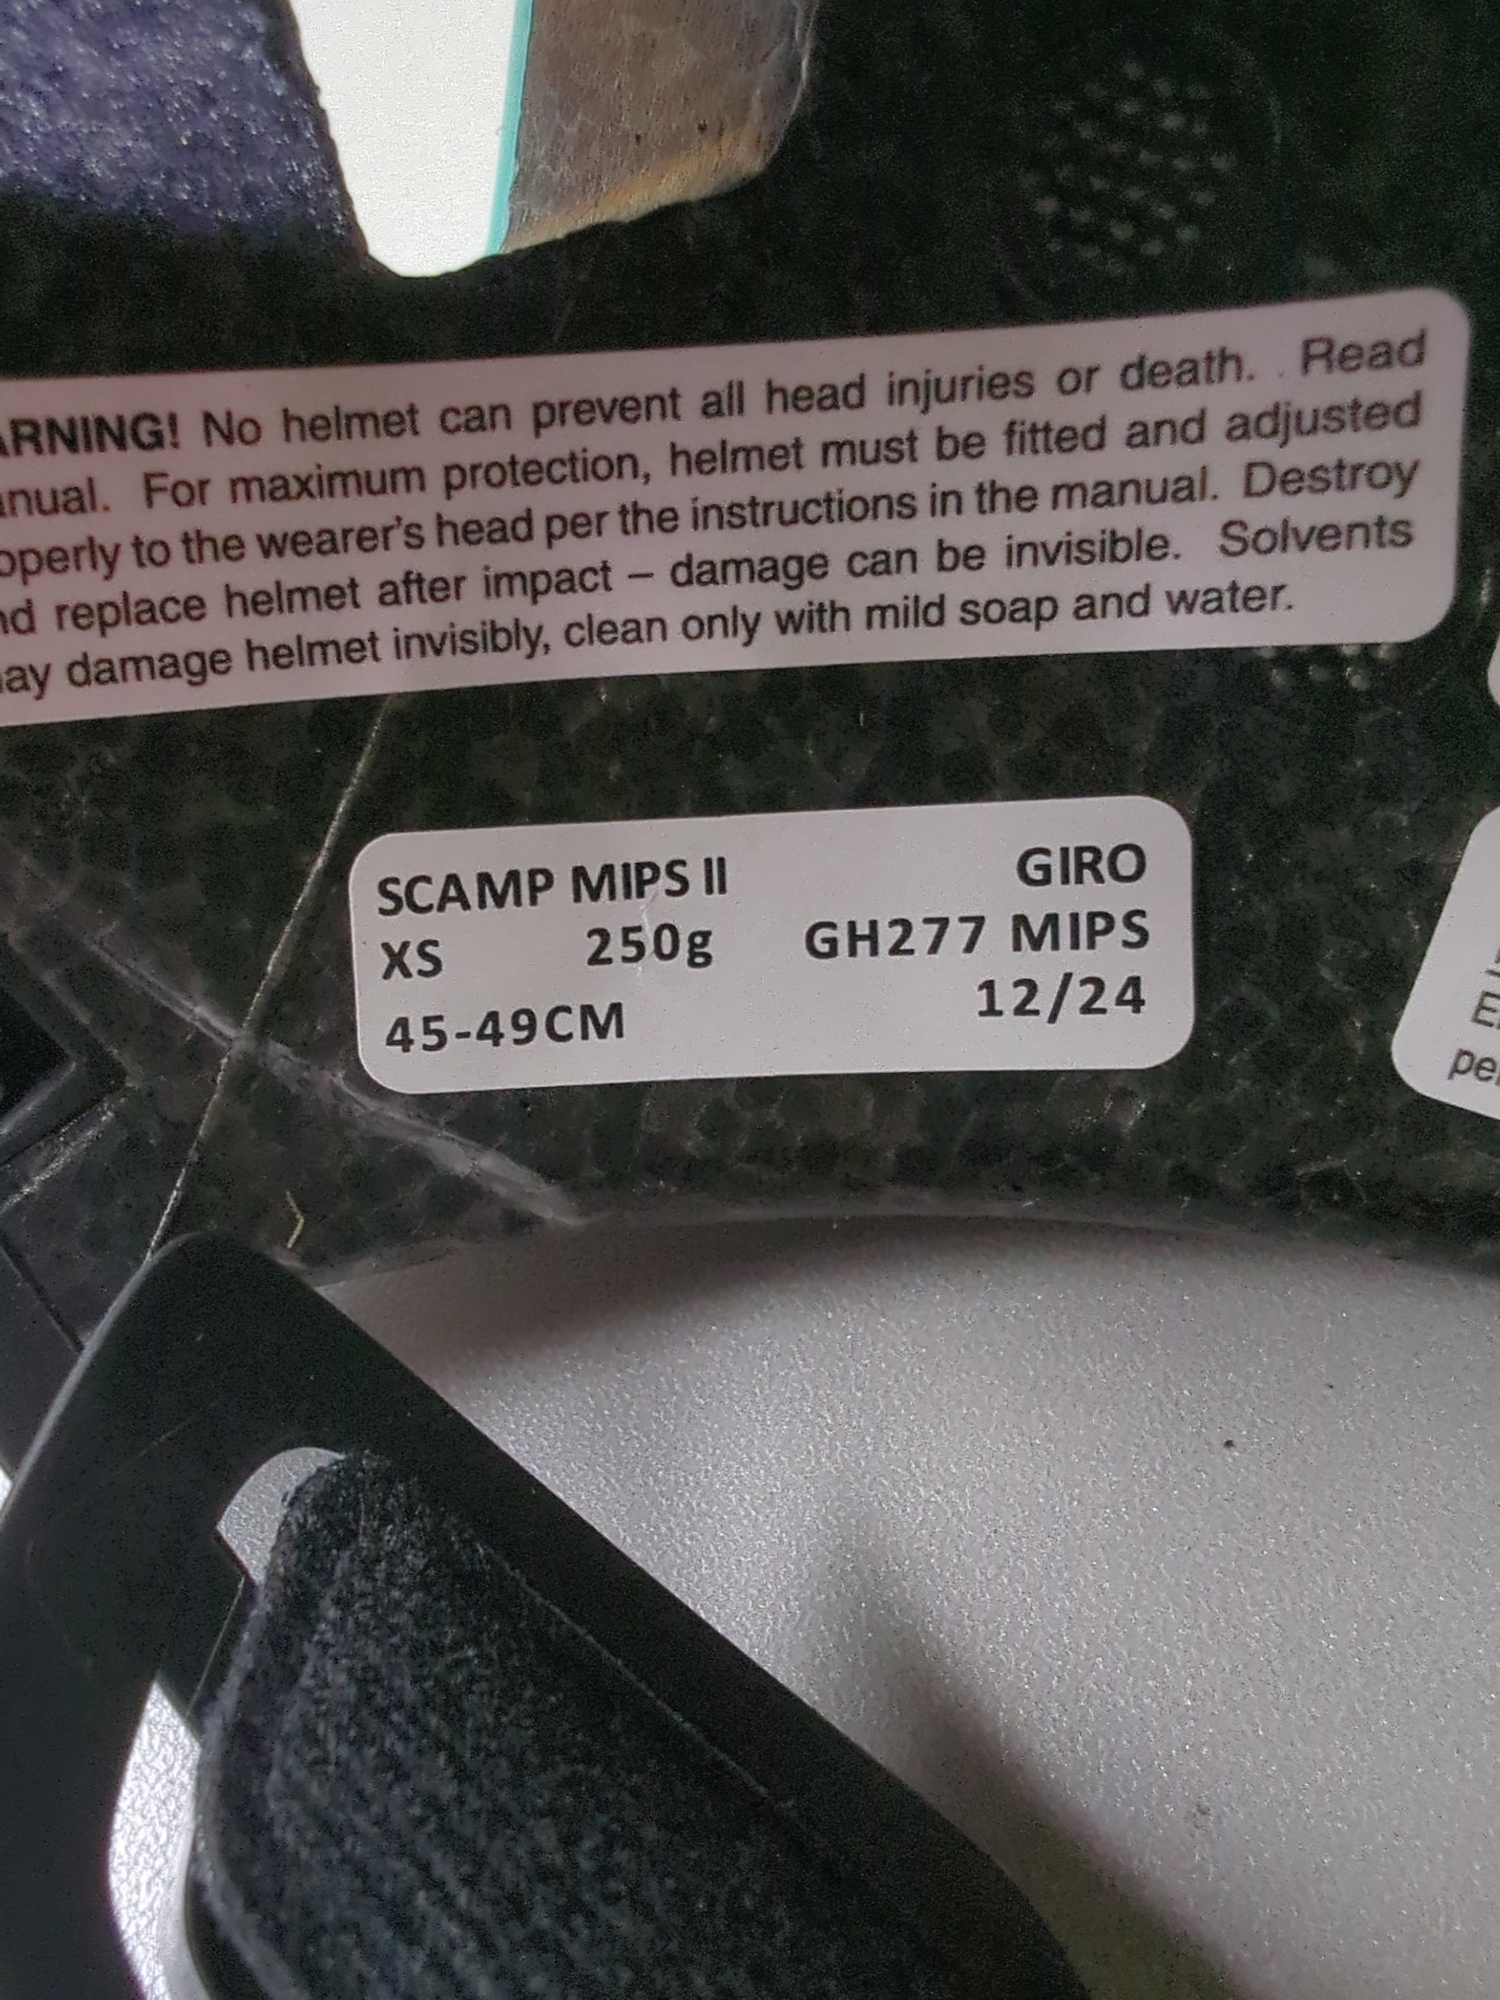 ARNING! No helmet can prevent all head injuries or death. Read
nual. For maximum protection, helmet must be fitted and adjusted
operly to the wearer's head per the instructions in the manual. Destroy
nd replace helmet after impact – damage can be invisible. Solvents
ay damage helmet invisibly, clean only with mild soap and water.
SCAMP MIPS II GIRO
XS 250g GH277 MIPS
45-49CM 12/24
pe